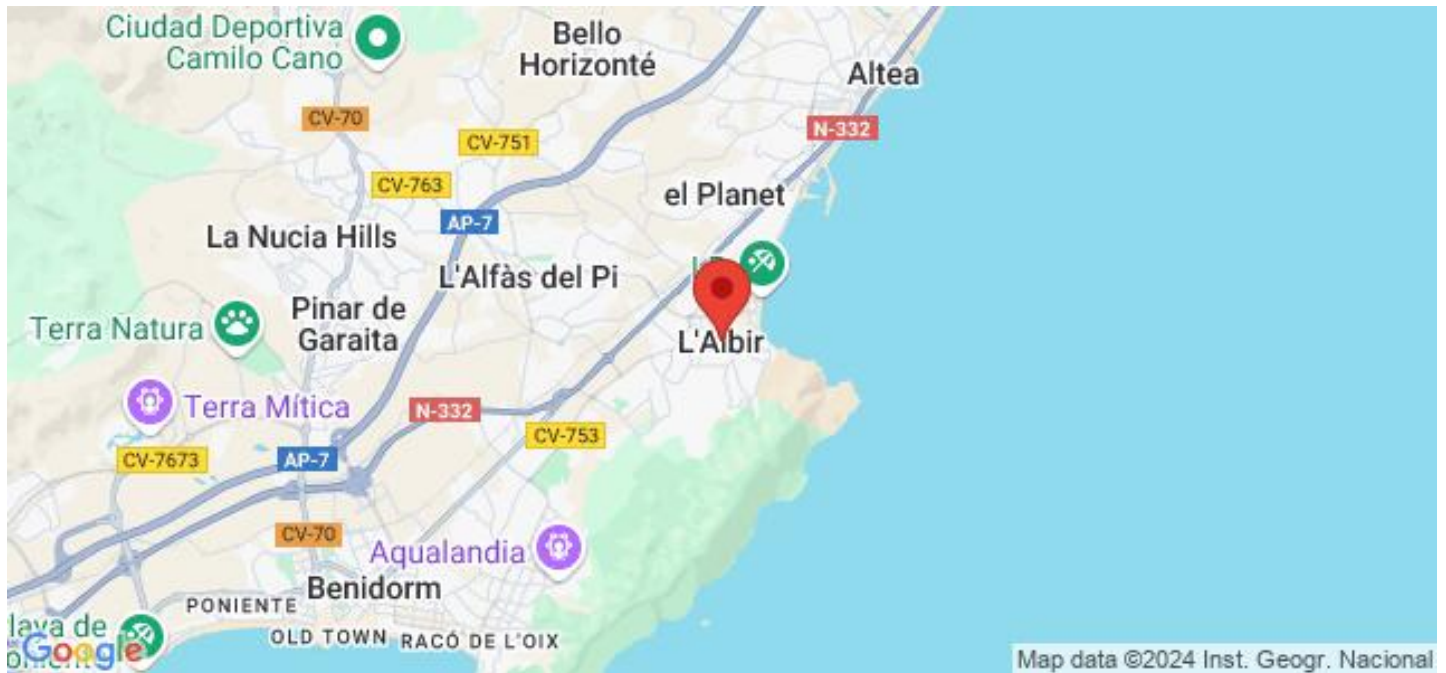 Ciudad Deportiva
Camilo Cano
Bello
Horizonté
Altea
CV-70
N-332
CV-751
CV-763
el Planet
AP-7
La Nucia Hills
L'Alfàs del Pi
Pinar de
Garaita
Terra Natura
L'Albir
Terra Mítica
N-332
CV-753
CV-7673
AP-7
CV-70
Aqualandia
Benidorm
PONIENTE
OLD TOWN
RACÓ DE L'OIX
laya de
Google
Map data ©2024 Inst. Geogr. Nacional